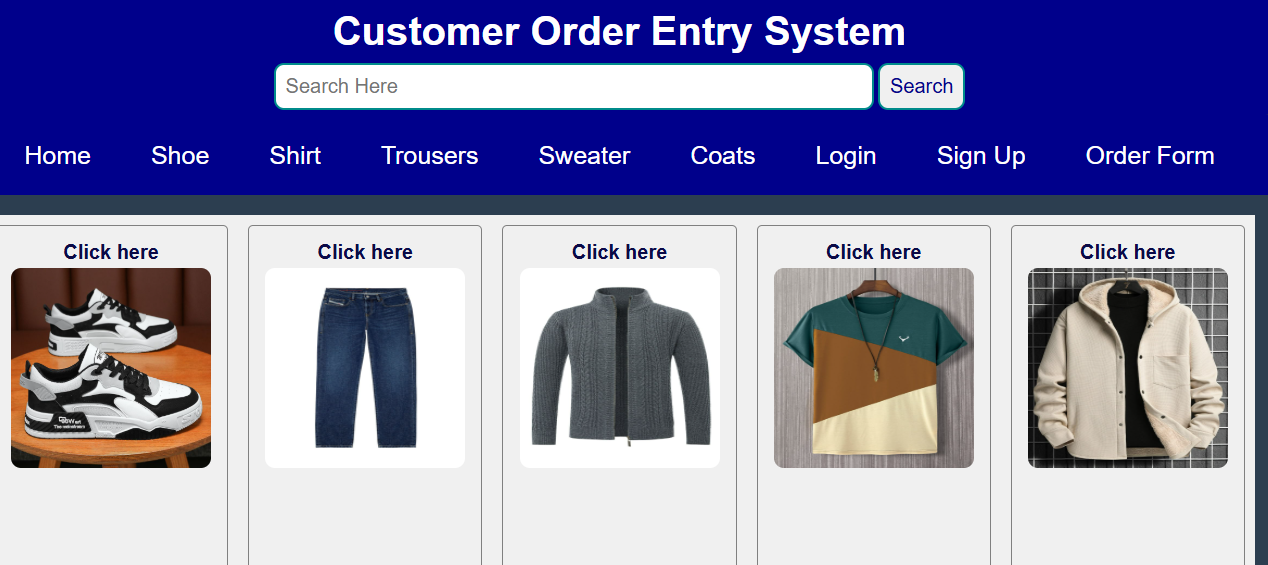 Customer Order Entry System
Search Here
Search
Home Shoe Shirt Trousers Sweater Coats Login Sign Up Order Form
Click here Click here Click here Click here Click here